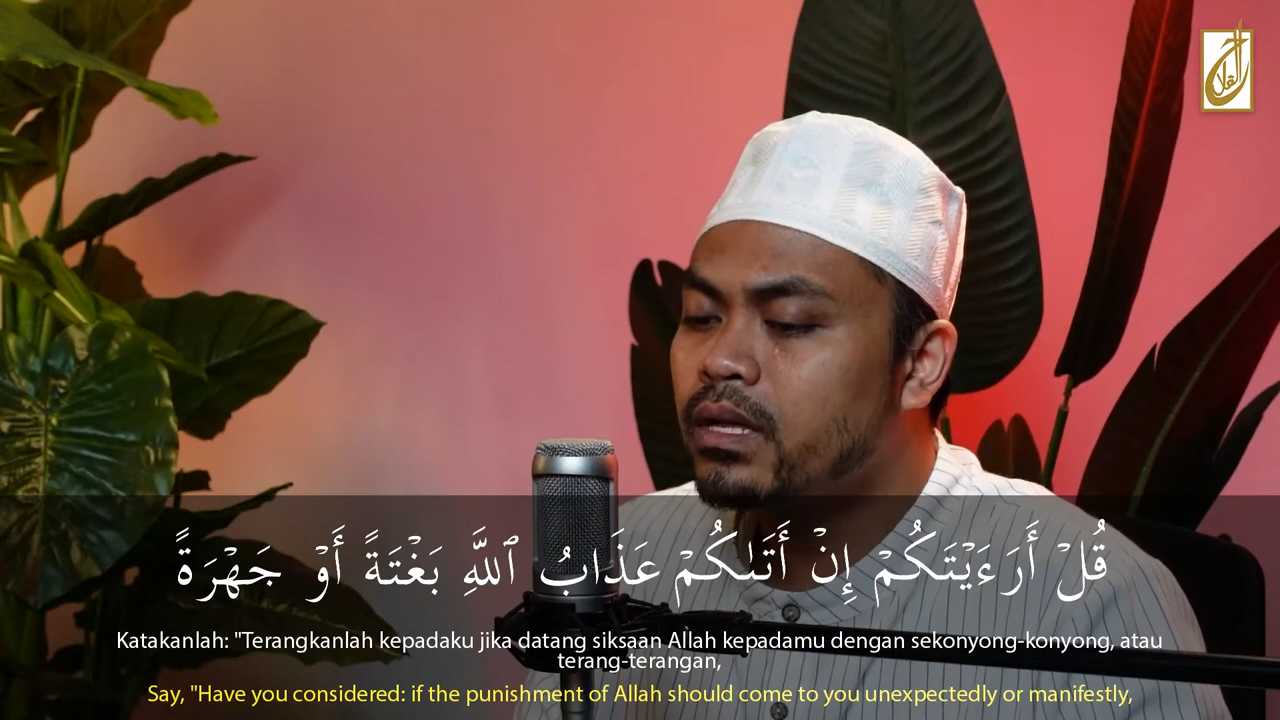 قُلْ أَرَءَيْتَكُمْ إِنْ أَتَىٰكُمْ عَذَابُ ٱللَّهِ بَغْتَةً أَوْ جَهْرَةً
Katakanlah: "Terangkanlah kepadaku jika datang siksaan Allah kepadamu dengan sekonyong-konyong, atau
terang-terangan,
Say, "Have you considered: if the punishment of Allah should come to you unexpectedly or manifestly,